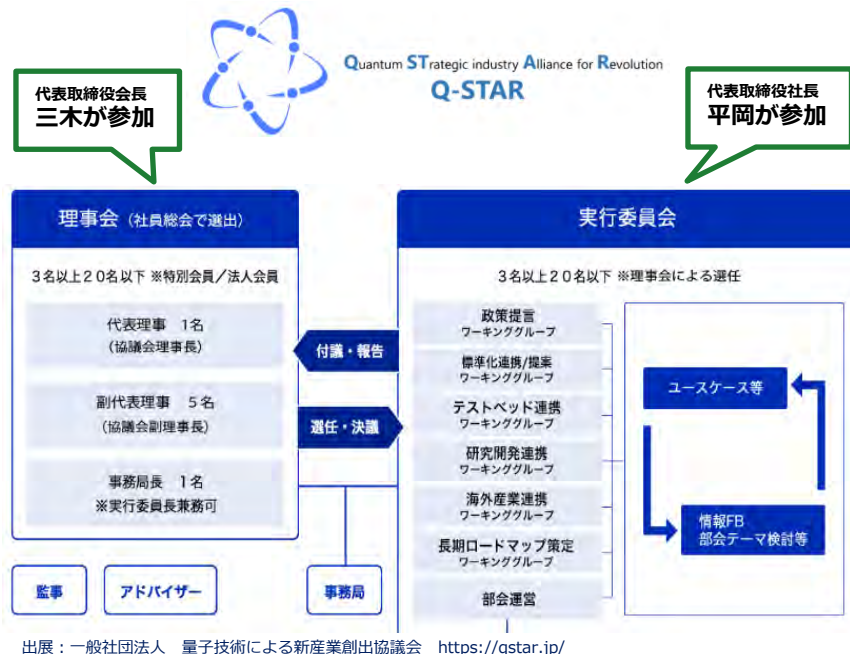 Quantum STrategic industry Alliance for Revolution
Q-STAR
代表取締役会長
三木が参加
代表取締役社長
平岡が参加
理事会（社員総会で選出）
3名以上20名以下 ※特別会員／法人会員
代表理事 1名
(協議会理事長)
副代表理事 5名
(協議会副理事長)
事務局長 1名
※実行委員長兼務可
付議・報告
選任・決議
実行委員会
3名以上20名以下 ※理事会による選任
政策提言
ワーキンググループ
標準化連携/提案
ワーキンググループ
テストベッド連携
ワーキンググループ
研究開発連携
ワーキンググループ
海外産業連携
ワーキンググループ
長期ロードマップ策定
ワーキンググループ
部会運営
ユースケース等
情報FB
部会テーマ検討等
監事
アドバイザー
事務局
出展：一般社団法人 量子技術による新産業創出協議会 https://qstar.jp/